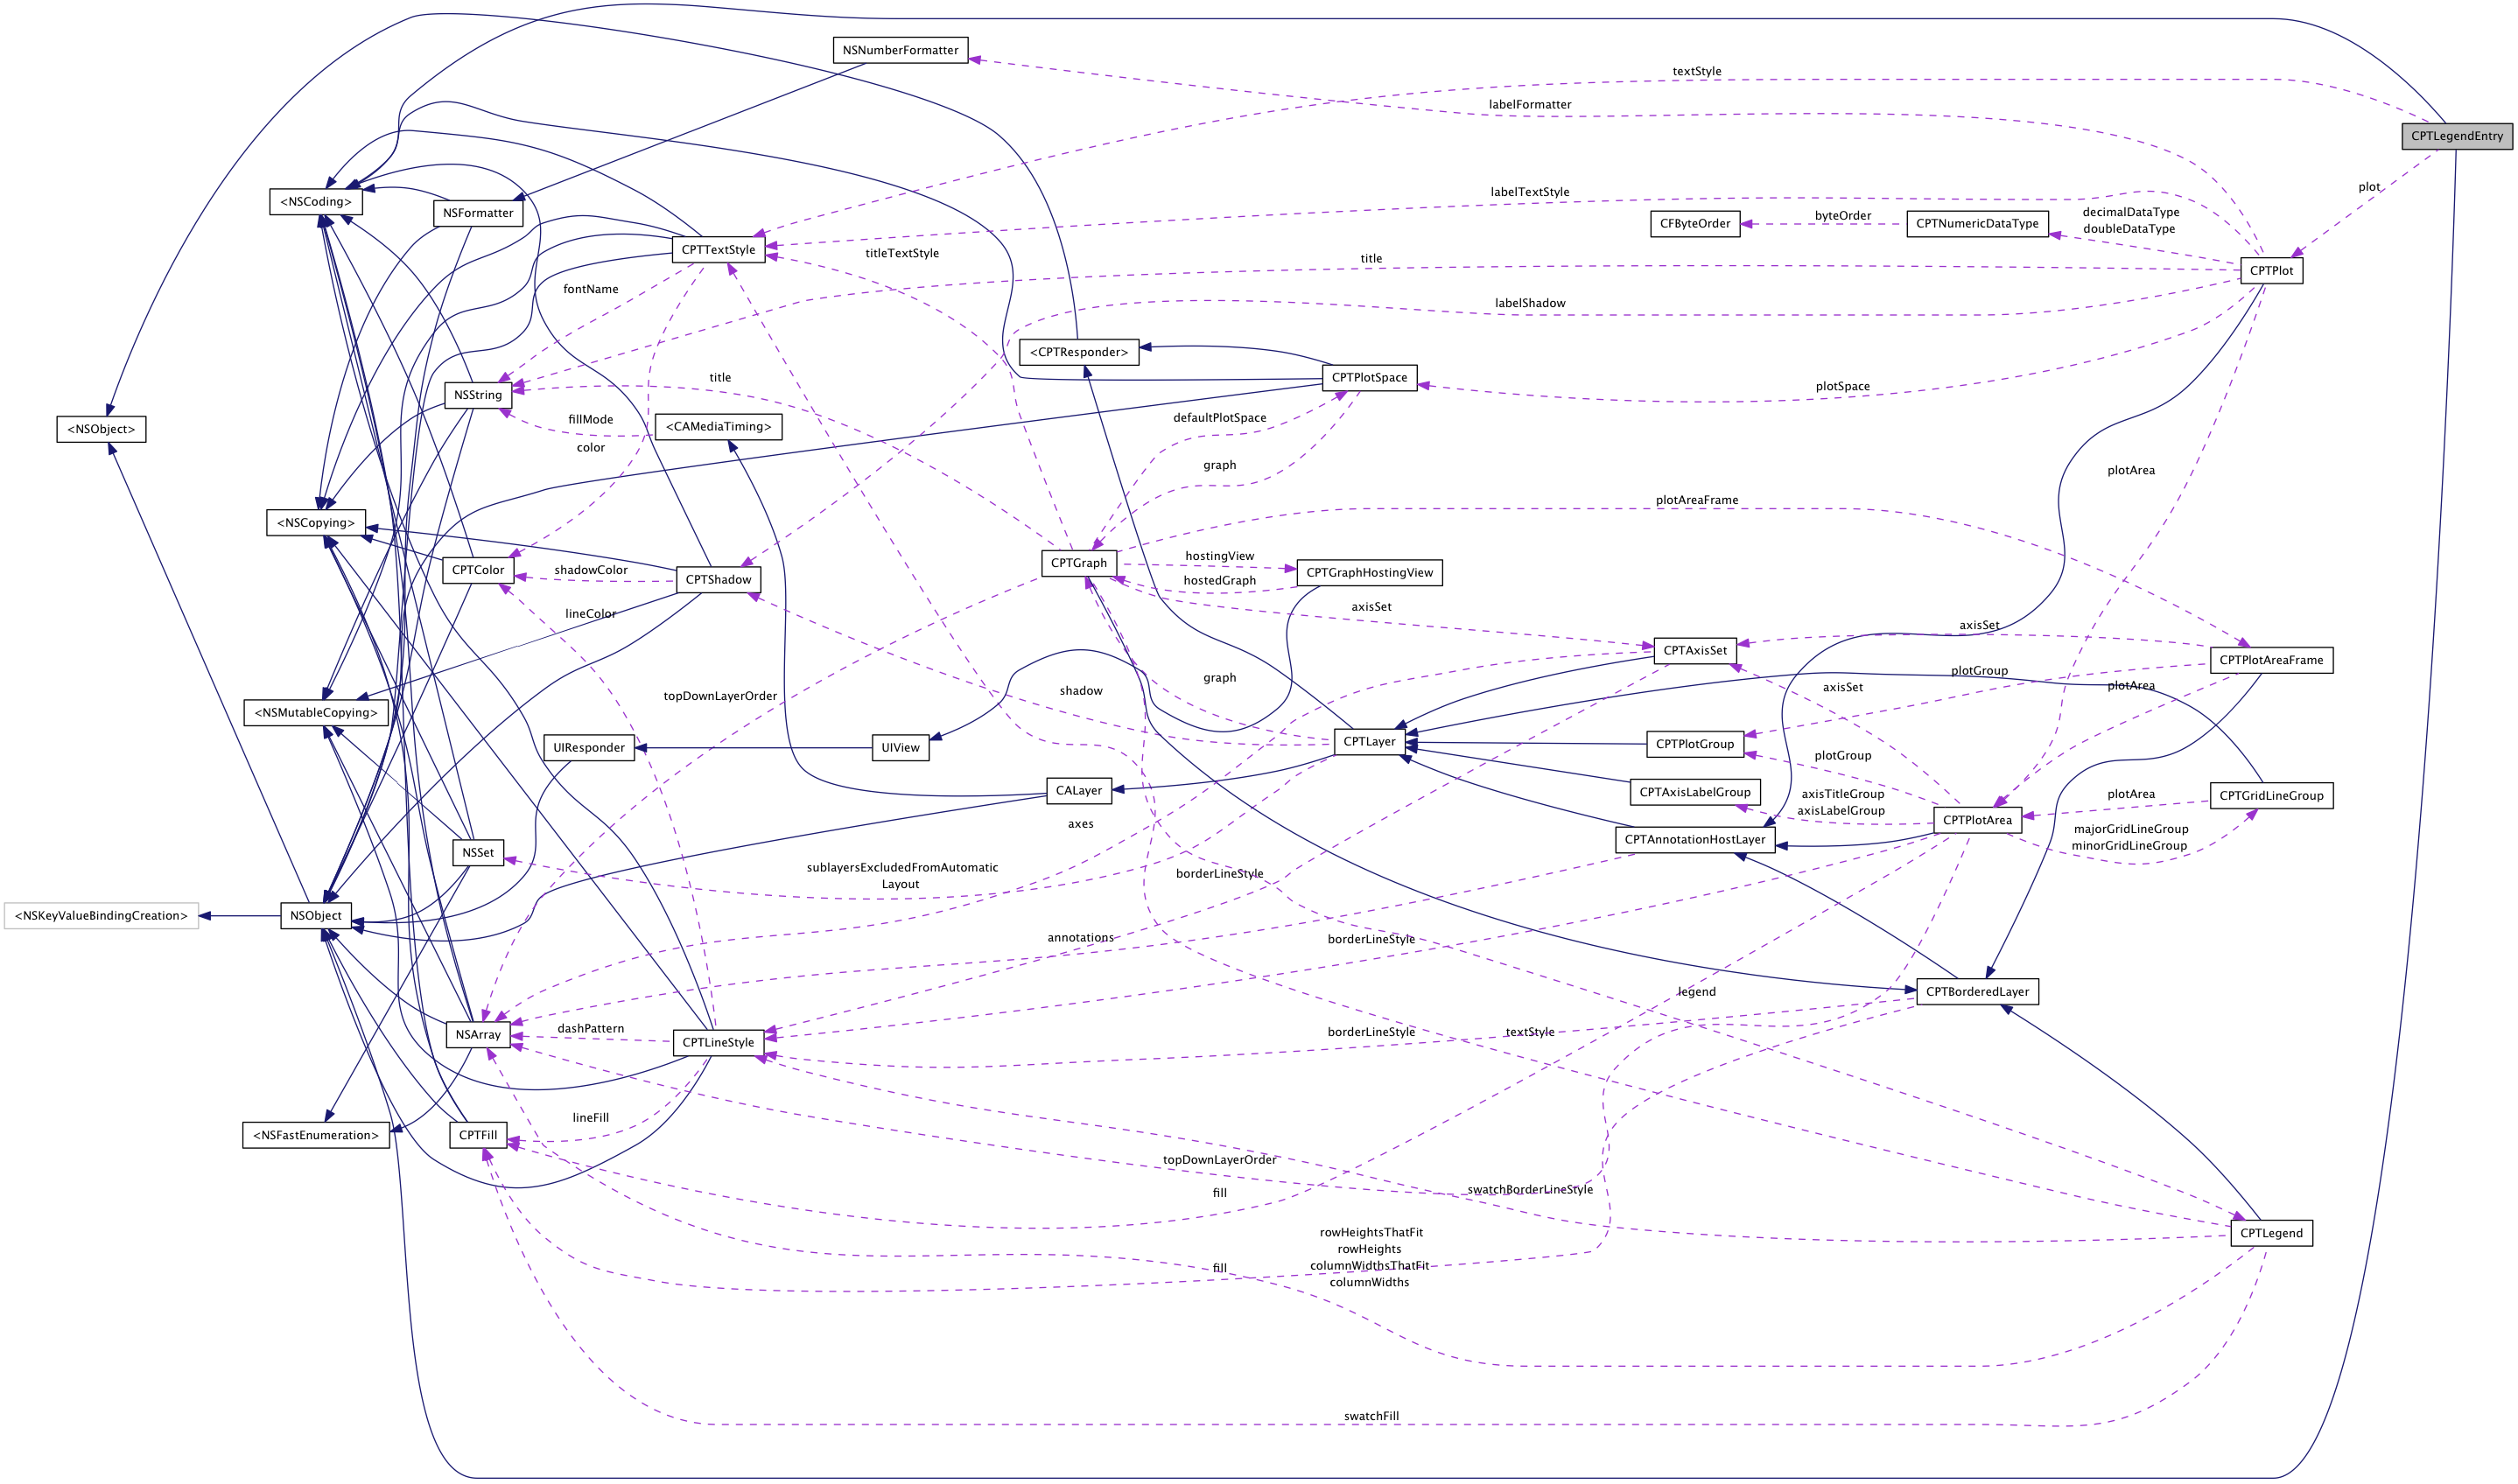 NSNumberFormatter
textStyle
labelFormatter
CPTLegendEntry
plot
<NSCoding>
NSFormatter
labelTextStyle
decimalDataType
doubleDataType
byteOrder
CFByteOrder
CPTNumericDataType
CPTTextStyle
titleTextStyle
title
CPTPlot
fontName
labelShadow
<CPTResponder>
CPTPlotSpace
title
plotSpace
NSString
<NSObject>
fillMode
<CAMediaTiming>
defaultPlotSpace
color
graph
plotArea
plotAreaFrame
<NSCopying>
hostingView
CPTGraph
CPTColor
shadowColor
CPTShadow
hostedGraph
CPTGraphHostingView
lineColor
axisSet
axisSet
CPTAxisSet
CPTPlotAreaFrame
plotGroup
graph
shadow
topDownLayerOrder
axisSet
plotArea
<NSMutableCopying>
UIResponder
UIView
CPTLayer
CPTPlotGroup
plotGroup
CALayer
CPTAxisLabelGroup
axisTitleGroup
axisLabelGroup
plotArea
CPTGridLineGroup
CPTPlotArea
axes
majorGridLineGroup
minorGridLineGroup
CPTAnnotationHostLayer
NSSet
sublayersExcludedFromAutomatic
Layout
borderLineStyle
<NSKeyValueBindingCreation>
NSObject
annotations
borderLineStyle
legend
CPTBorderedLayer
NSArray
dashPattern
CPTLineStyle
borderLineStyle
textStyle
lineFill
<NSFastEnumeration>
CPTFill
topDownLayerOrder
fill
swatchBorderLineStyle
CPTLegend
rowHeightsThatFit
rowHeights
columnWidthsThatFit
columnWidths
fill
swatchFill